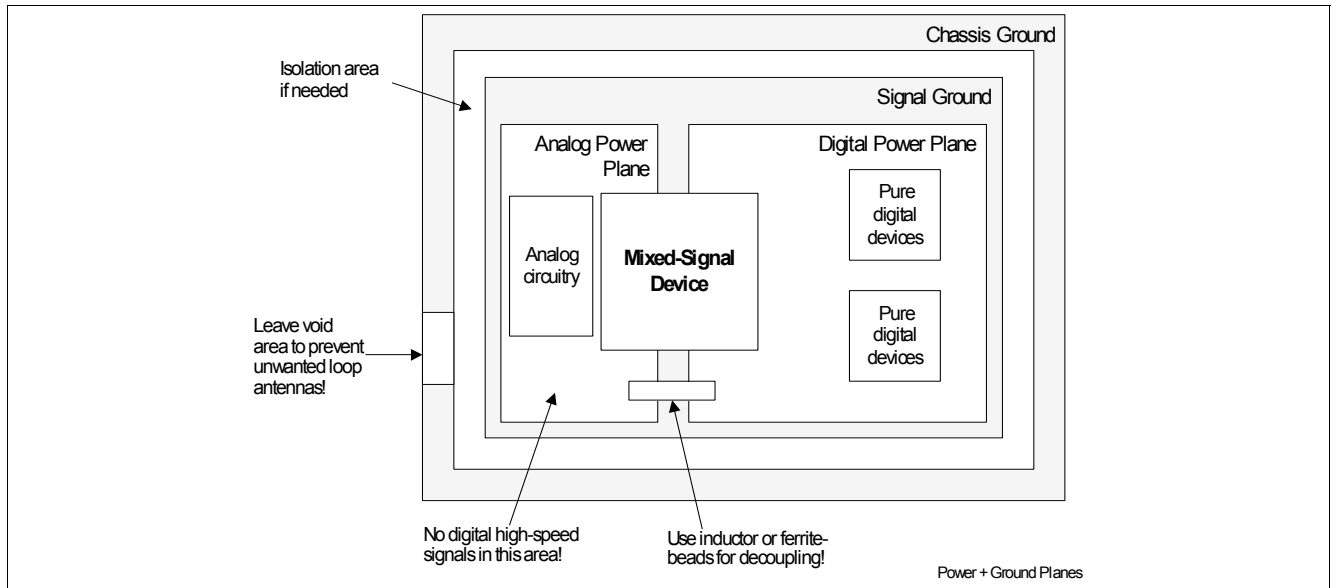 Chassis Ground
Isolation area
if needed
Signal Ground
Analog Power
Plane
Digital Power Plane
Pure
digital
devices
Analog
circuitry
Mixed-Signal
Device
Pure
digital
devices
Leave void
area to prevent
unwanted loop
antennas!
No digital high-speed
signals in this area!
Use inductor or ferrite-
beads for decoupling!
Power + Ground Planes